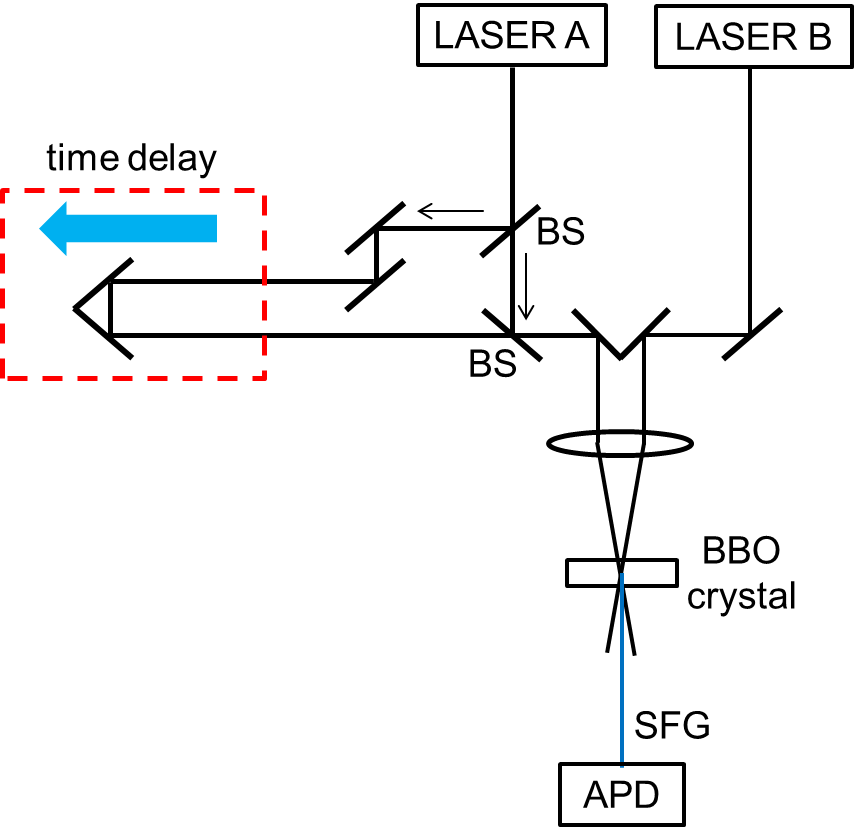 LASER A
LASER B
time delay
BS
BS
BBO
crystal
SFG
APD